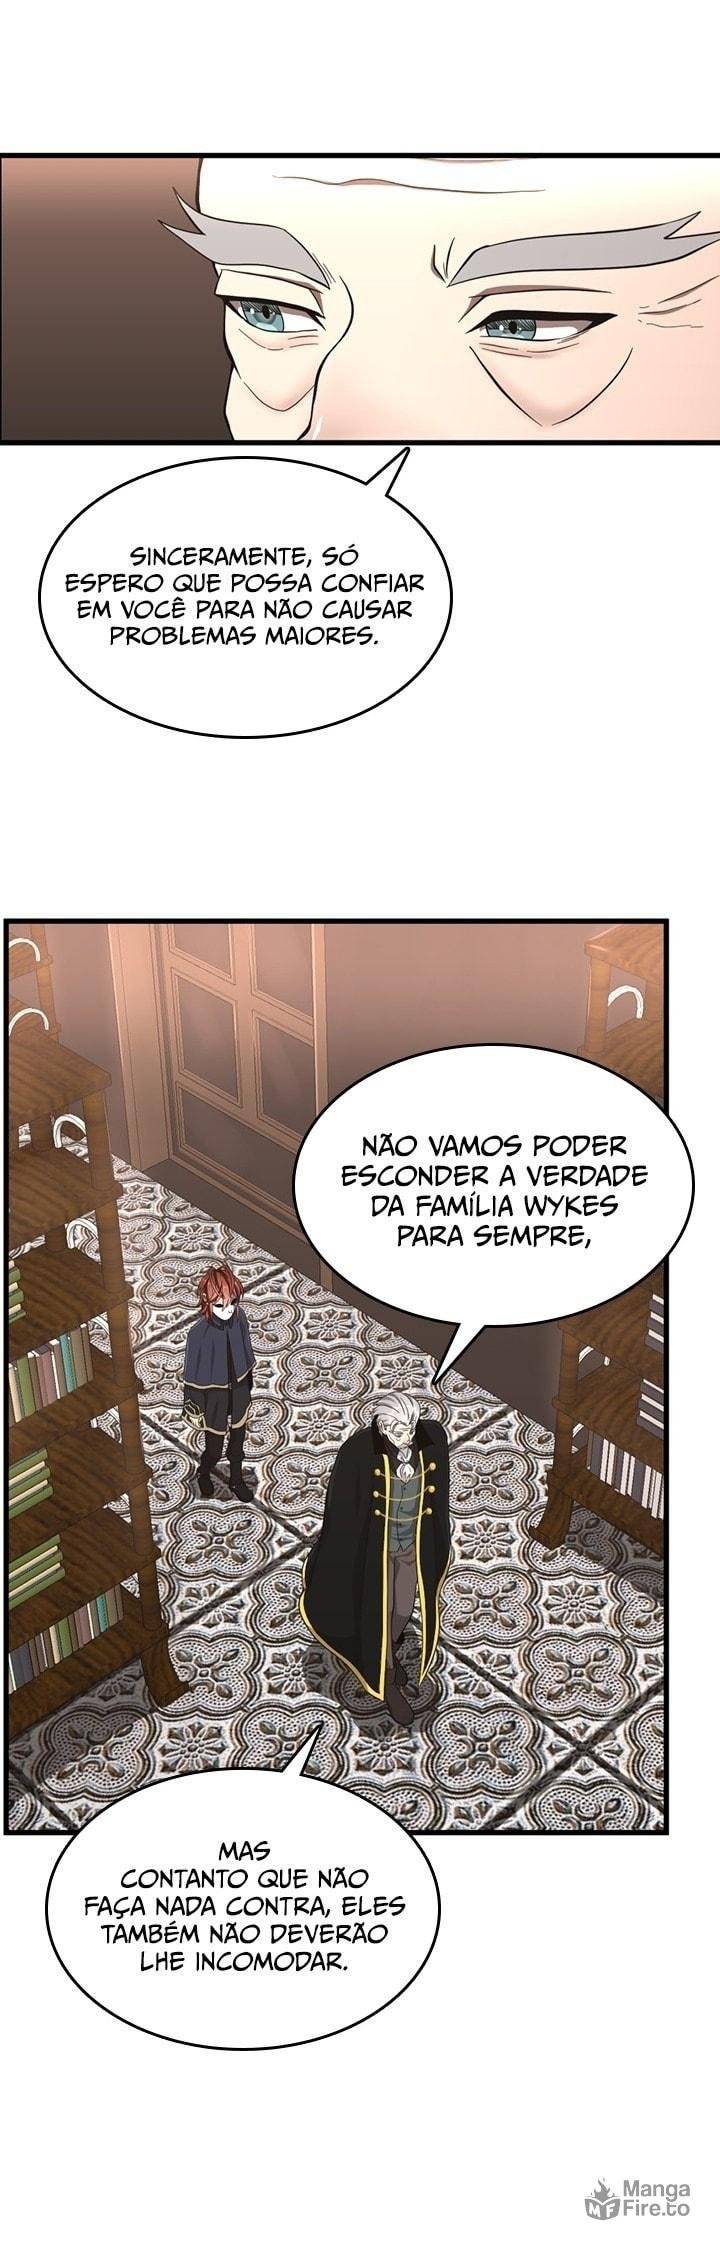 SINCERAMENTE, SÓ
ESPERO QUE POSSA CONFIAR
EM VOCÊ PARA NÃO CAUSAR
PROBLEMAS MAIORES.
NÃO VAMOS PODER
ESCONDER A VERDADE
DA FAMÍLIA WYKES
PARA SEMPRE,
MAS
CONTANTO QUE NÃO
FAÇA NADA CONTRA, ELES
TAMBÉM NÃO DEVERÃO
LHE INCOMODAR.
Manga
MF Fire.to